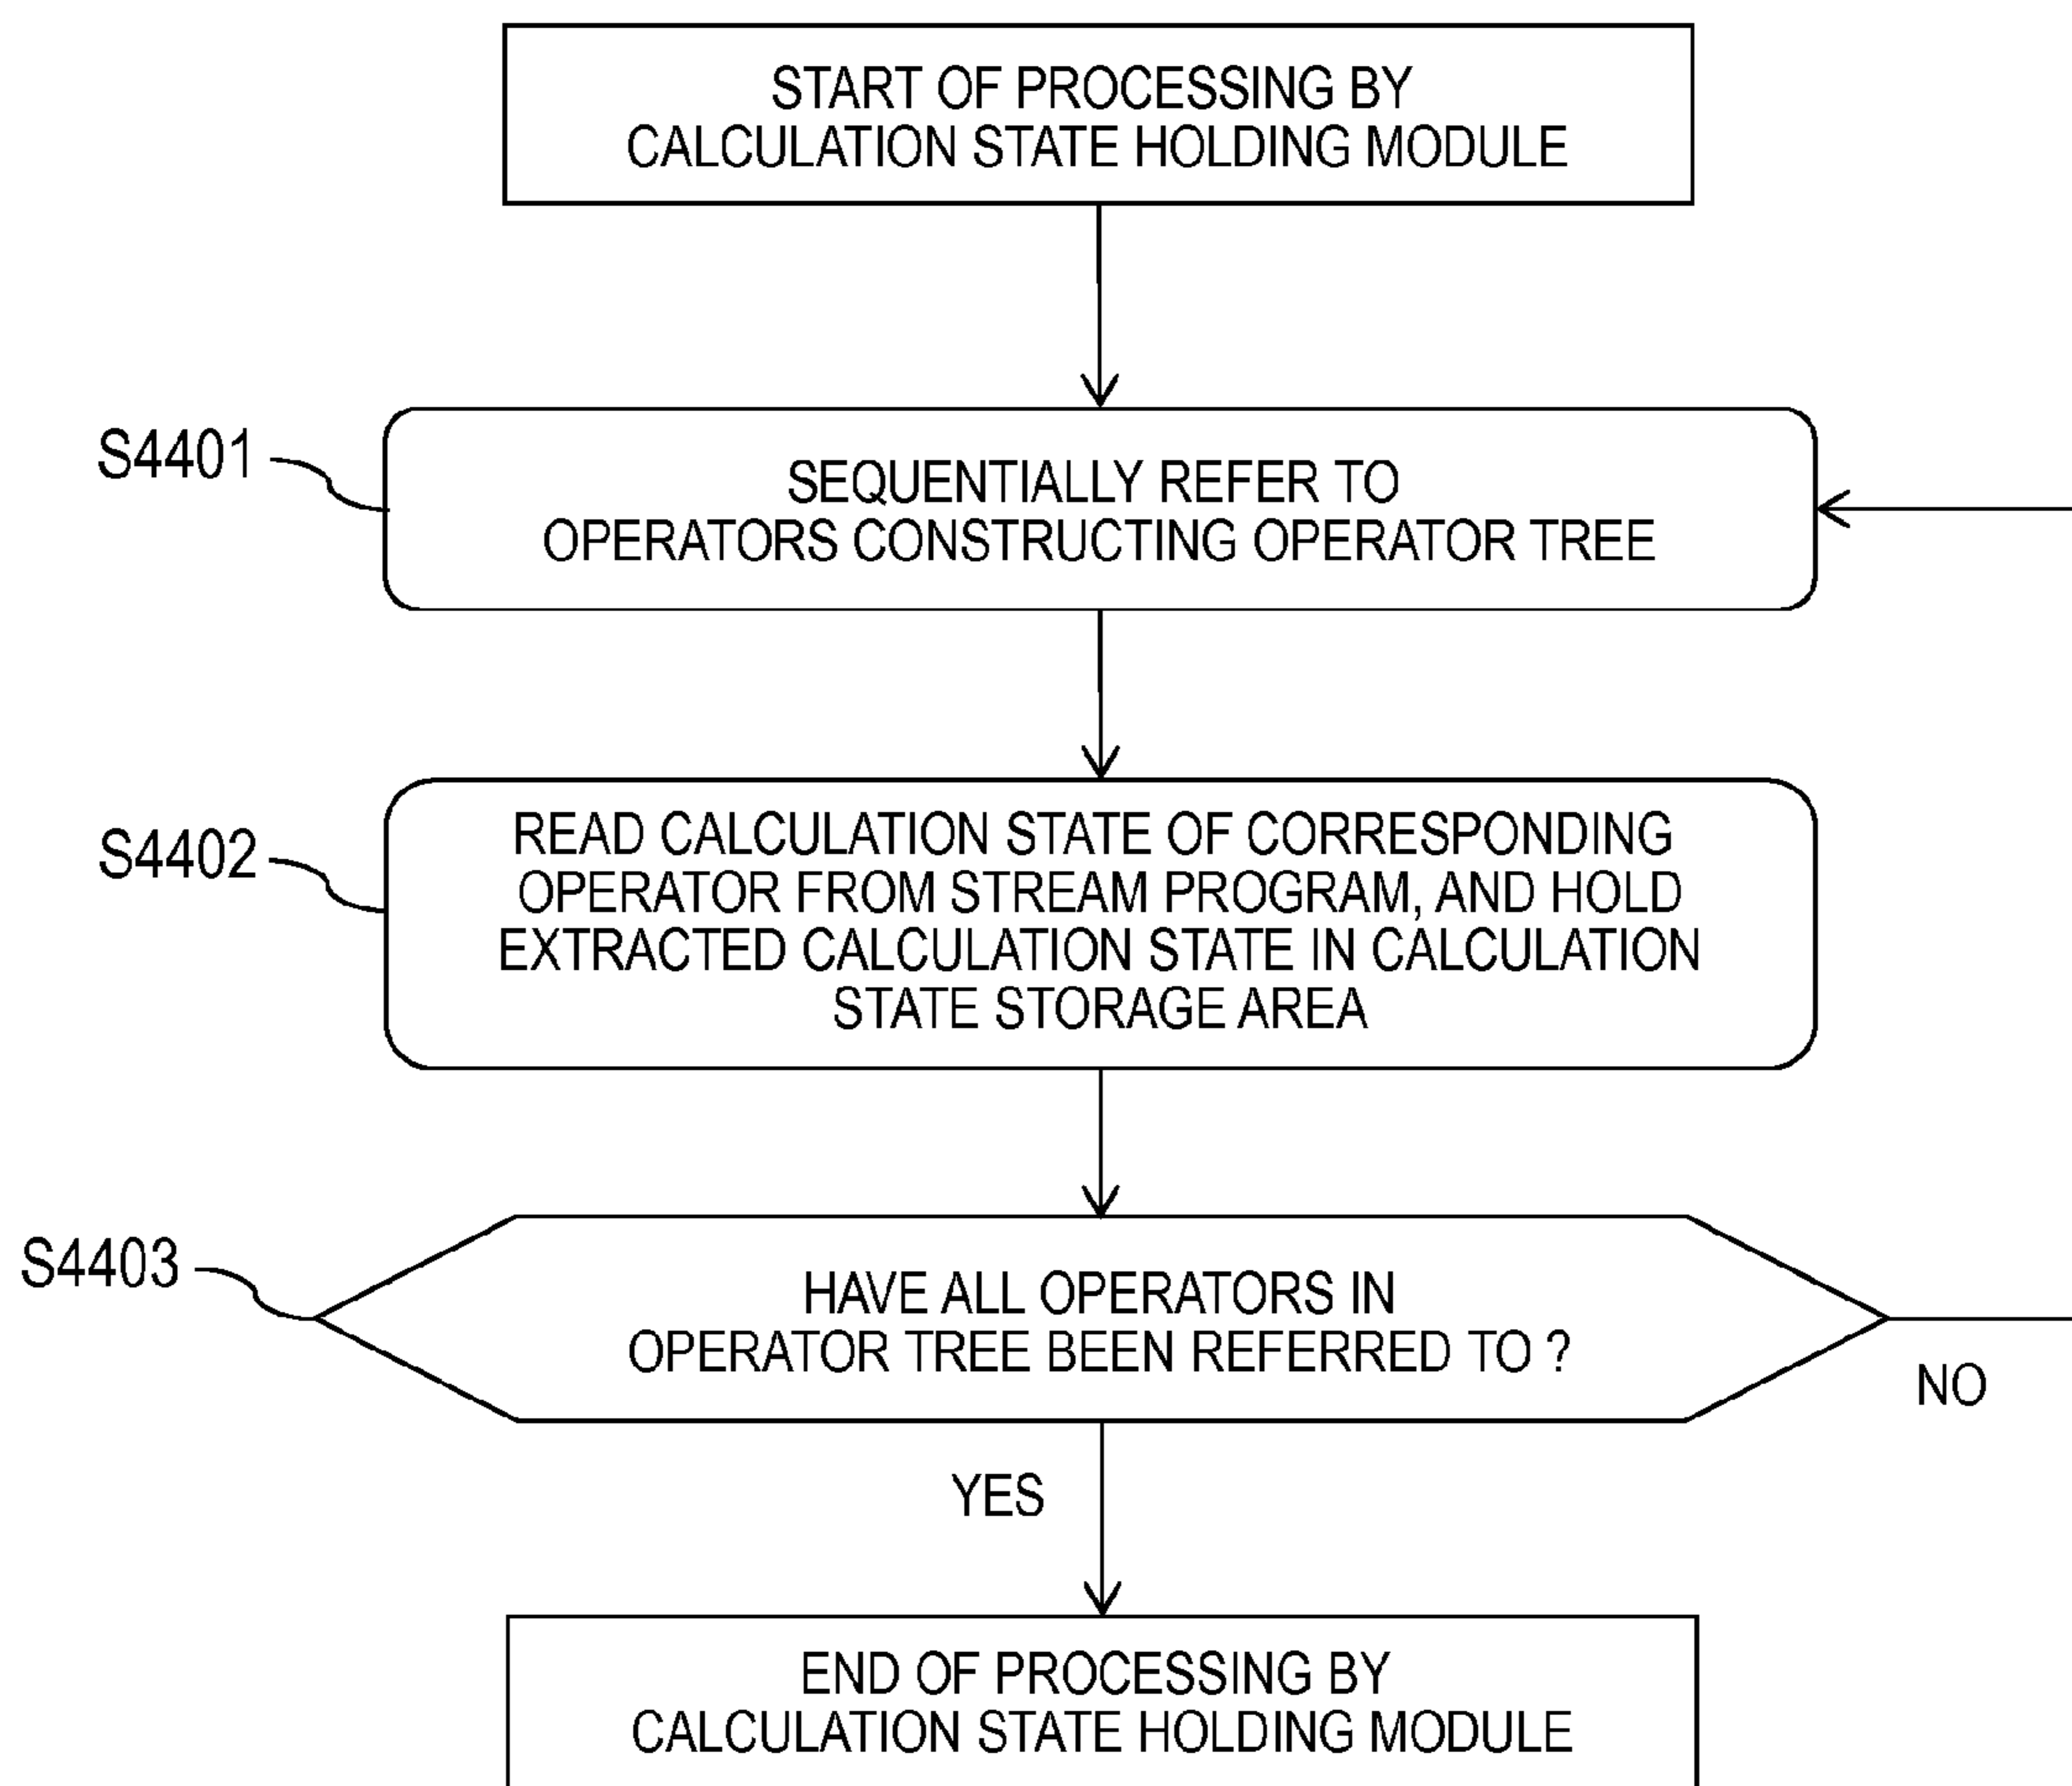 START OF PROCESSING BY
CALCULATION STATE HOLDING MODULE
S4401
SEQUENTIALLY REFER TO
OPERATORS CONSTRUCTING OPERATOR TREE
S4402
READ CALCULATION STATE OF CORRESPONDING
OPERATOR FROM STREAM PROGRAM, AND HOLD
EXTRACTED CALCULATION STATE IN CALCULATION
STATE STORAGE AREA
S4403
HAVE ALL OPERATORS IN
OPERATOR TREE BEEN REFERRED TO ?
NO
YES
END OF PROCESSING BY
CALCULATION STATE HOLDING MODULE